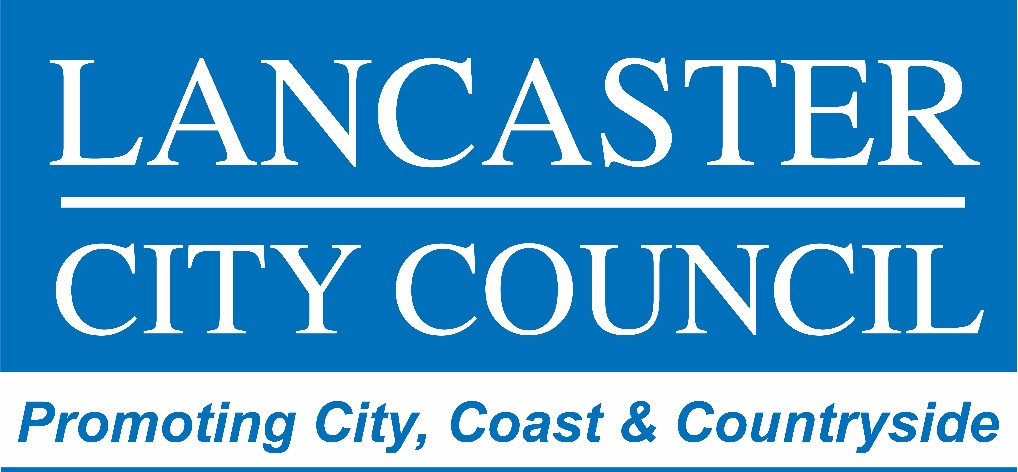 LANCASTER
CITY COUNCIL
Promoting City, Coast & Countryside